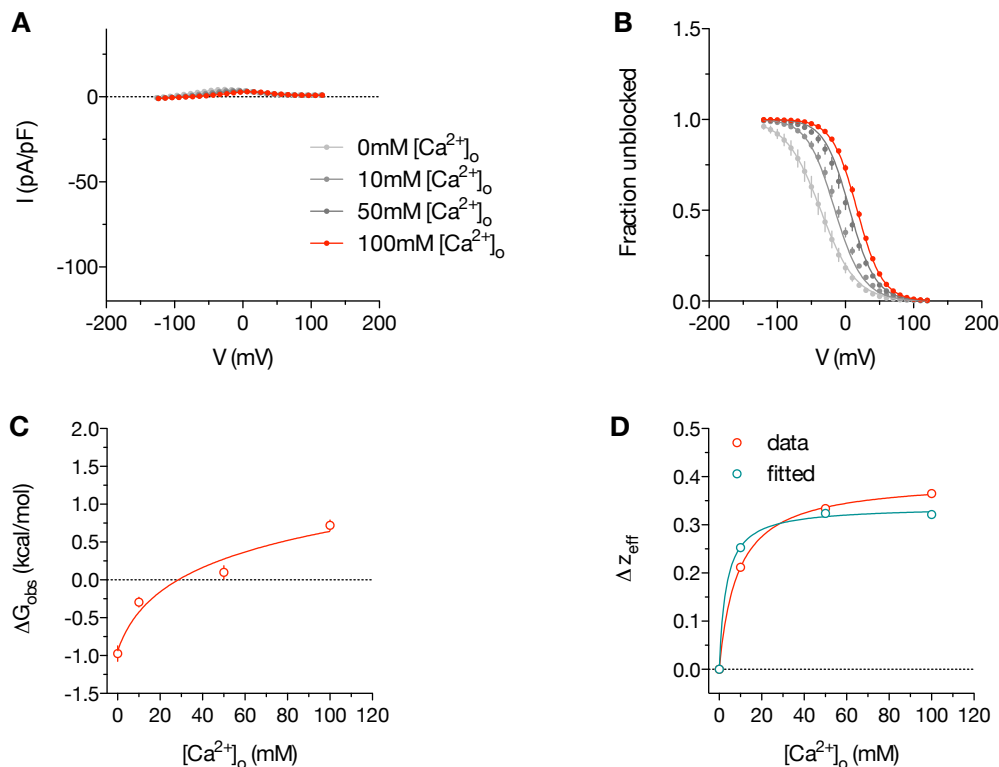 A
I (pA/pF)
0
-50
-100
-200
-100
0
100
200
V (mV)
0mM [Ca2+]o
10mM [Ca2+]o
50mM [Ca2+]o
100mM [Ca2+]o
B
Fraction unblocked
1.0
0.5
0.0
-200
-100
0
100
200
V (mV)
C
ΔGobs (kcal/mol)
2.0
1.5
1.0
0.5
0.0
-0.5
-1.0
-1.5
0
20
40
60
80
100
120
[Ca2+]o (mM)
D
Δ zeff
0.5
0.4
0.3
0.2
0.1
0.0
data
fitted
0
20
40
60
80
100
120
[Ca2+]o (mM)